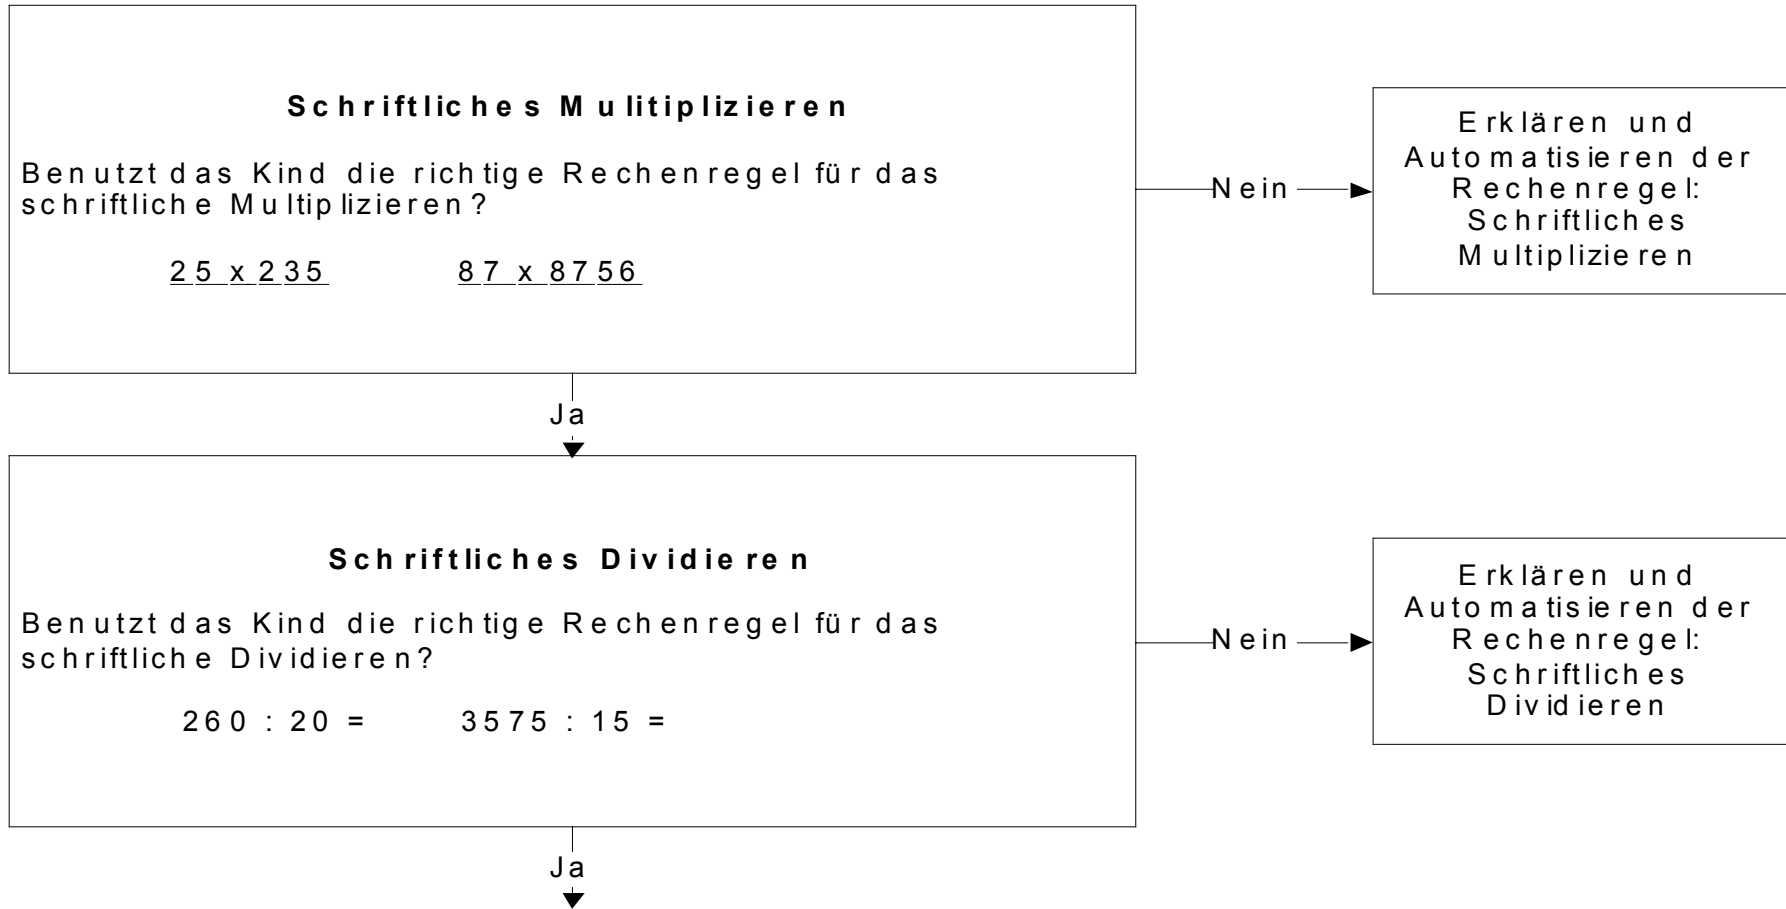 Schriftliches Mulitiplizieren
Benutzt das Kind die richtige Rechenregel für das
schriftliche Multiplizieren?
25 x 235 87 x 8756
Nein
Erklären und
Automatisieren der
Rechenregel:
Schriftliches
Multiplizieren
Ja
Schriftliches Dividieren
Benutzt das Kind die richtige Rechenregel für das
schriftliche Dividieren?
260 : 20 = 3575 : 15 =
Nein
Erklären und
Automatisieren der
Rechenregel:
Schriftliches
Dividieren
Ja